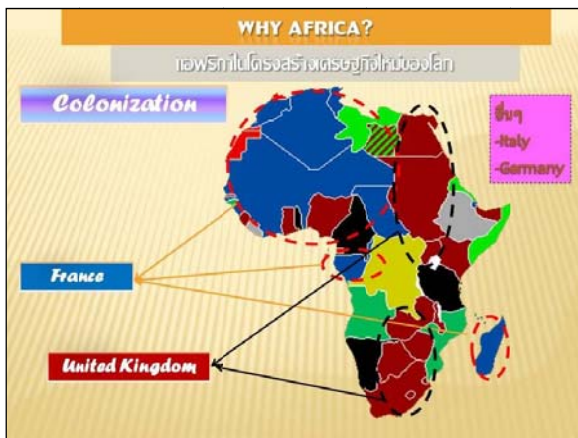 WHY AFRICA?
แอฟริกาในโครงสร้างเศรษฐกิจใหม่ของโลก
Colonization
อื่นๆ
-Italy
-Germany
France
United Kingdom